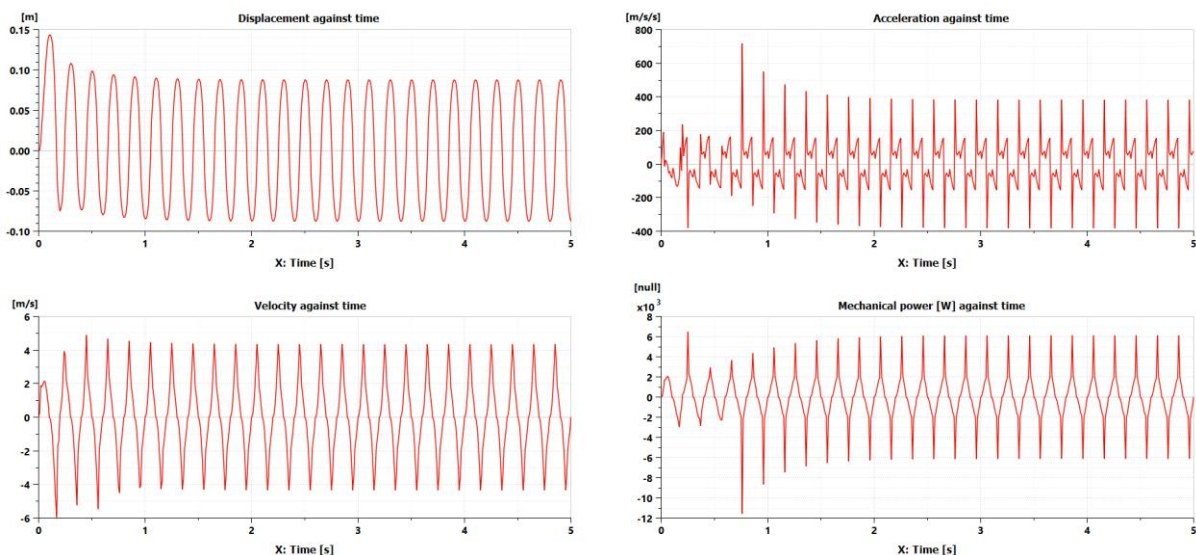 [m]
Displacement against time
0.15
0.10
0.05
0.00
-0.05
-0.10
0 1 2 3 4 5
X: Time [s]
[m/s/s]
Acceleration against time
800
600
400
200
0
-200
-400
0 1 2 3 4 5
X: Time [s]
[m/s]
Velocity against time
6
4
2
0
-2
-4
-6
0 1 2 3 4 5
X: Time [s]
[null]
x10 3
Mechanical power [W] against time
8
6
4
2
0
-2
-4
-6
-8
-10
-12
0 1 2 3 4 5
X: Time [s]